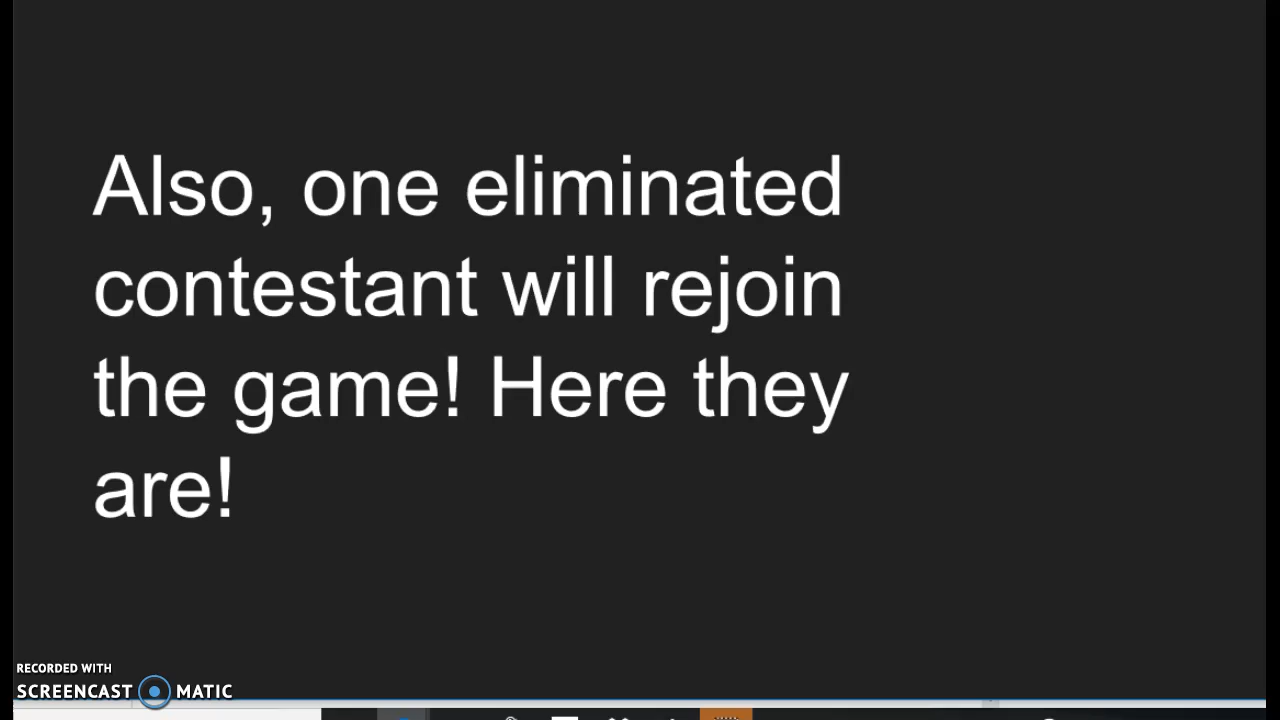 Also, one eliminated
contestant will rejoin
the game! Here they
are!
RECORDED WITH
SCREENCAST MATIC